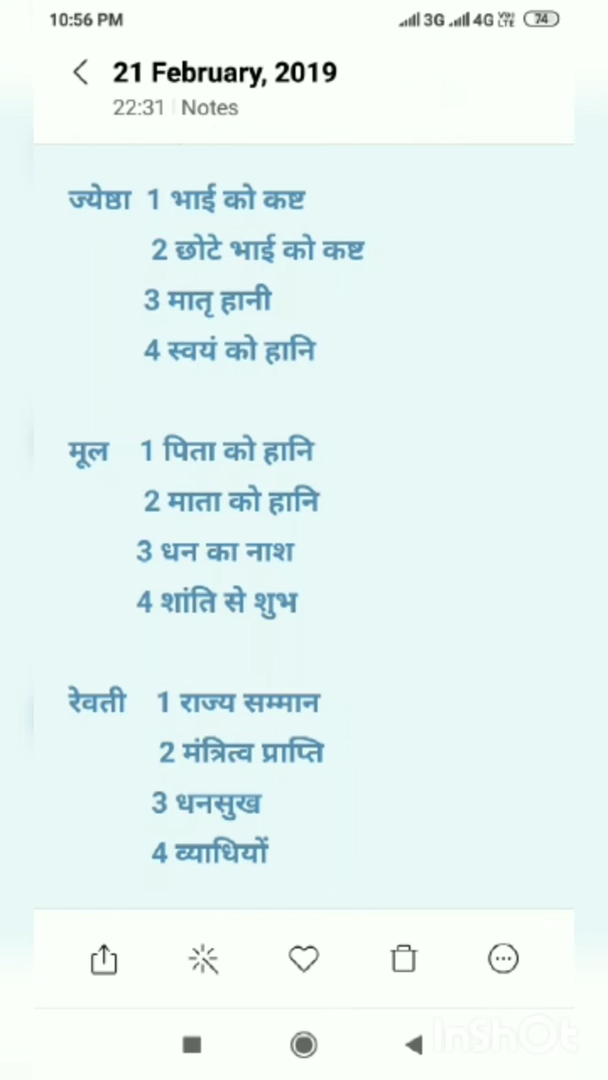 10:56 PM 3G 4G VoLTE 74
21 February, 2019
22:31 | Notes
ज्येष्ठा 1 भाई को कष्ट
2 छोटे भाई को कष्ट
3 मातृ हानी
4 स्वयं को हानि
मूल 1 पिता को हानि
2 माता को हानि
3 धन का नाश
4 शांति से शुभ
रेवती 1 राज्य सम्मान
2 मंत्रित्व प्राप्ति
3 धनसुख
4 व्याधियों
InShOt